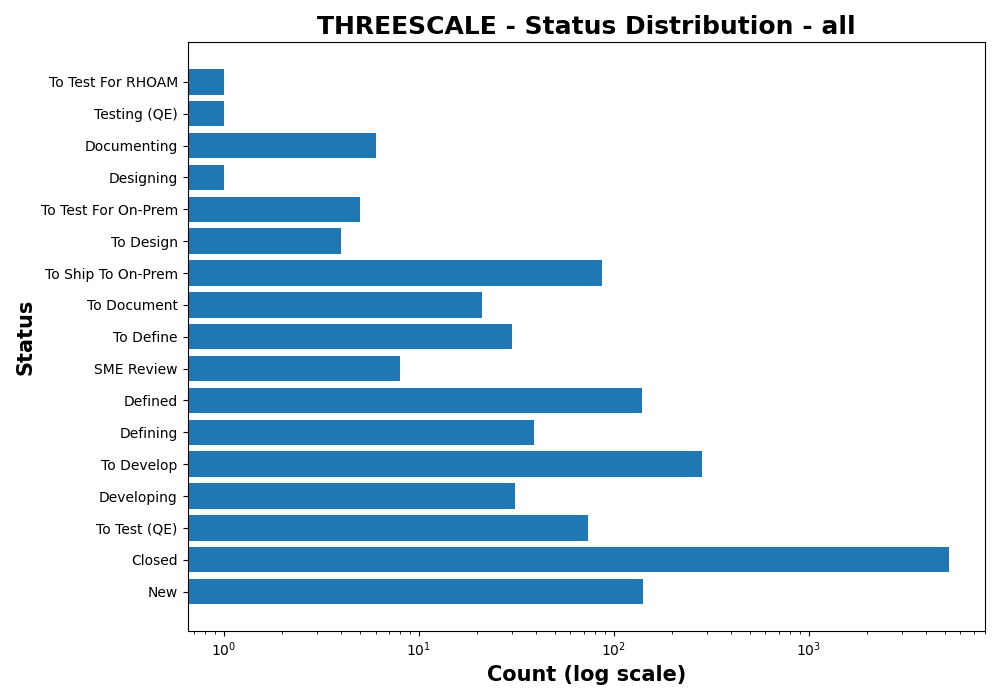 THREESCALE - Status Distribution - all
To Test For RHOAM
Testing (QE)
Documenting
Designing
To Test For On-Prem
To Design
To Ship To On-Prem
To Document
To Define
SME Review
Defined
Defining
To Develop
Developing
To Test (QE)
Closed
New
Status
10⁰ 10¹ 10² 10³
Count (log scale)